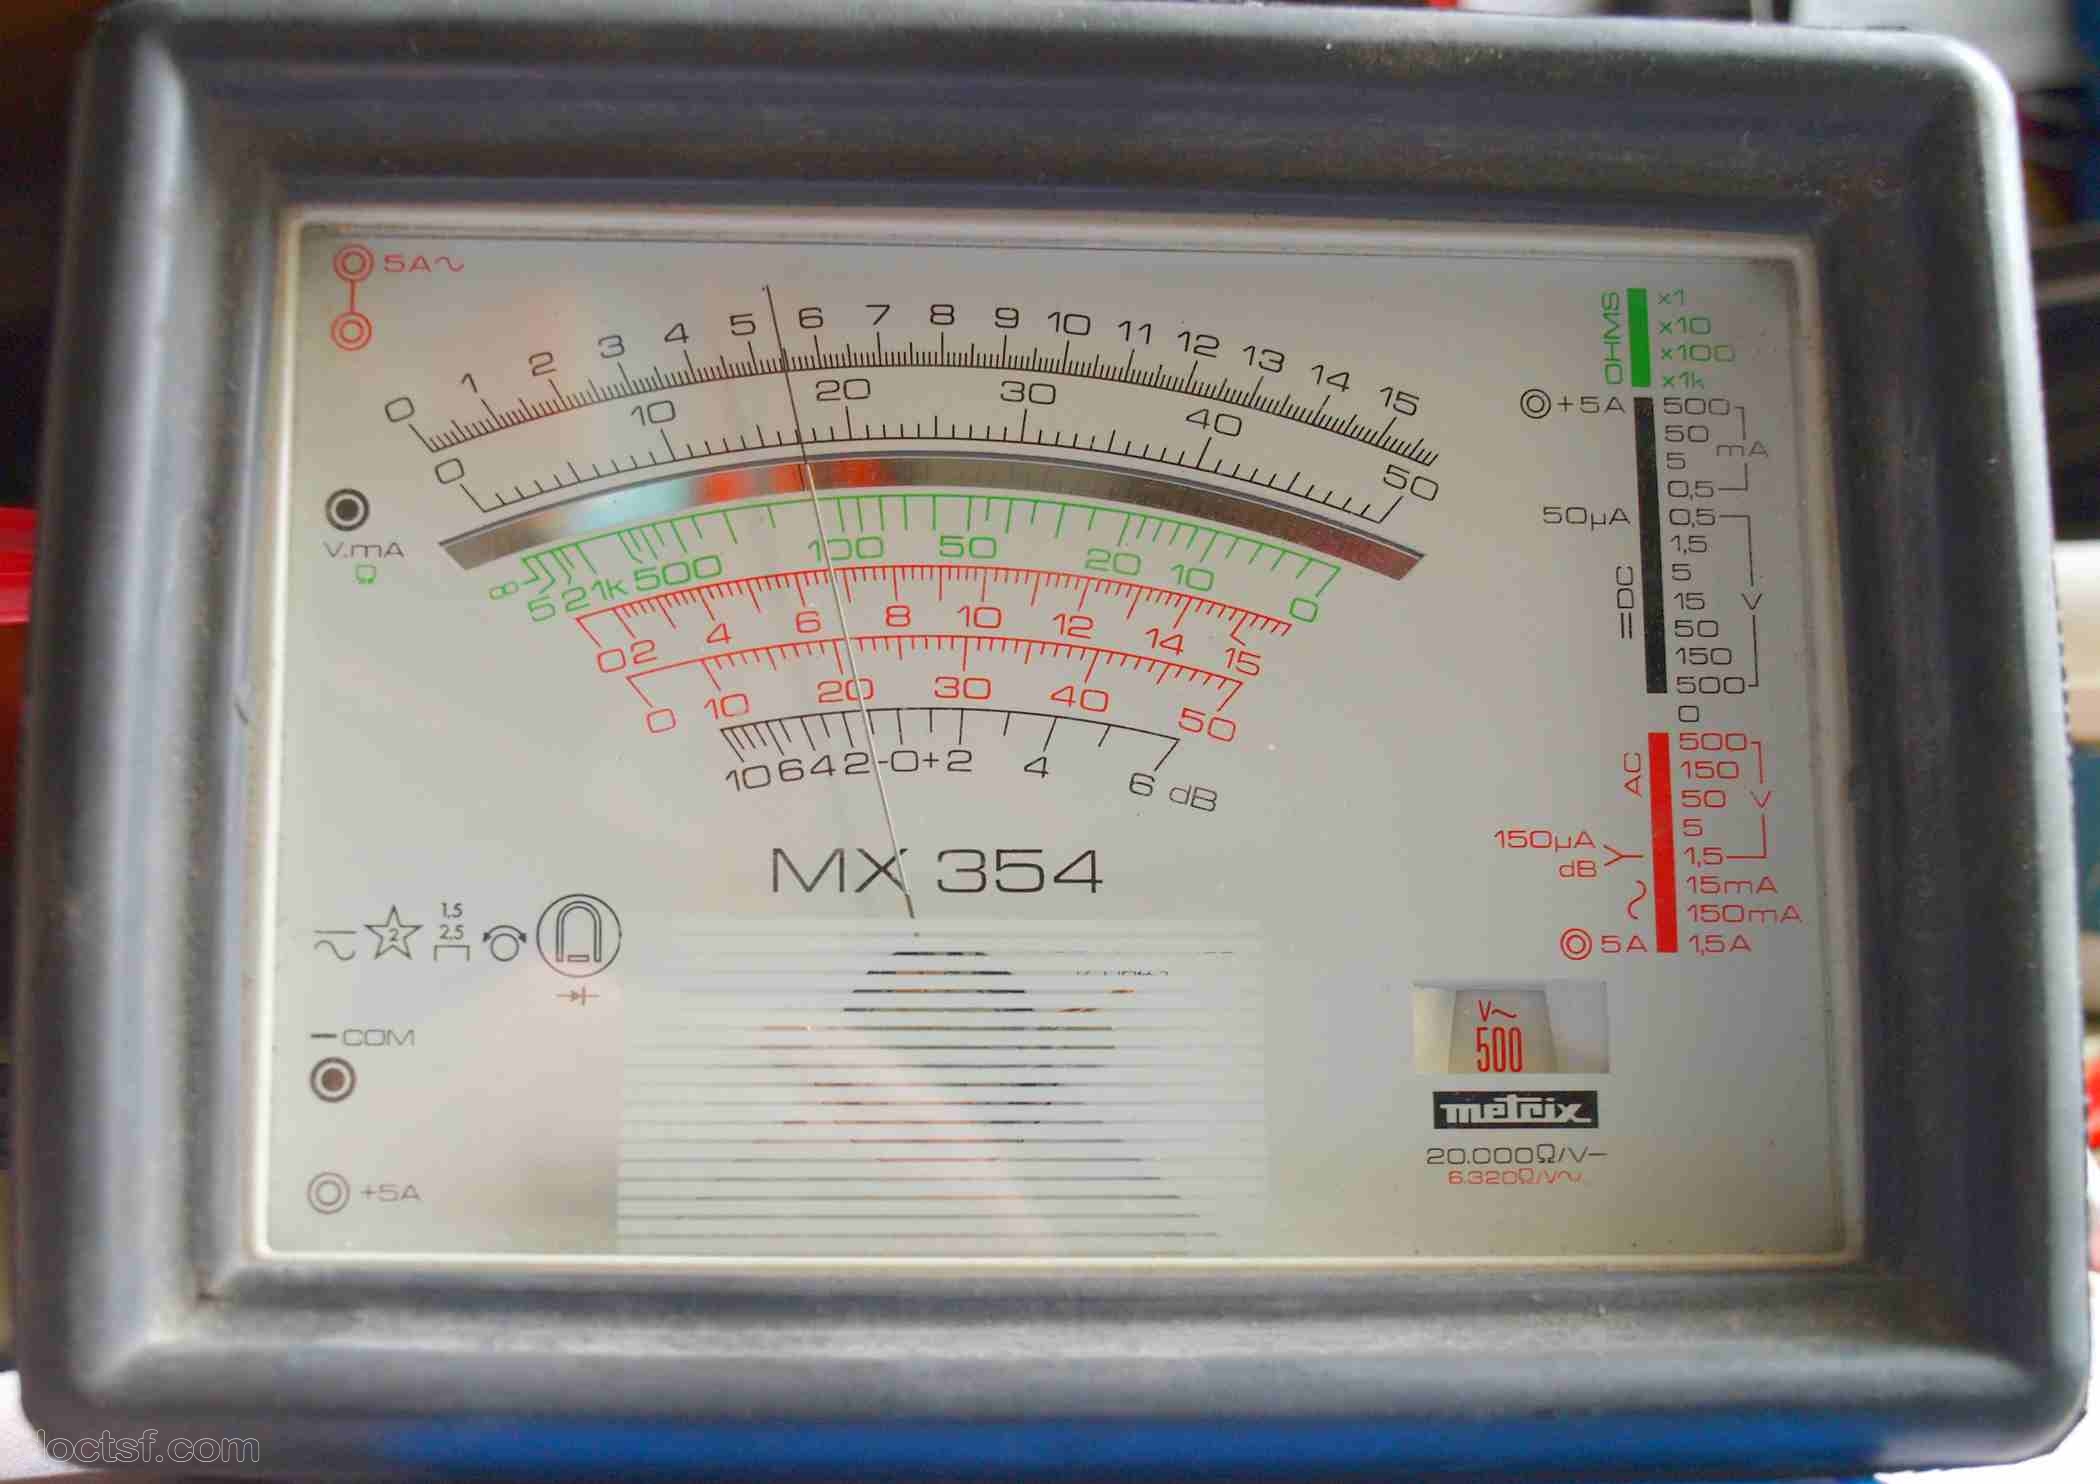 5A~
0 1 2 3 4 5 6 7 8 9 10 11 12 13 14 15
0 10 20 30 40 50
V.mA
Ω
∞ 5 2 1k 500 100 50 20 10 0
0 2 4 6 8 10 12 14 15
0 10 20 30 40 50
10 6 4 2 -0+ 2 4 6 dB
MX 354
OHMS
x1
x10
x100
x1k
+5A
500
50 mA
5
0,5
50µA
0,5
1,5
=DC
5
15 V
50
150
500
0
AC
500
150
50 V
5
150µA
dB
1,5
~
15mA
150mA
5A
1,5A
2
1,5
2,5
-COM
+5A
V~
500
metrix
20.000Ω/V—
6.320Ω/V~
loctsf.com